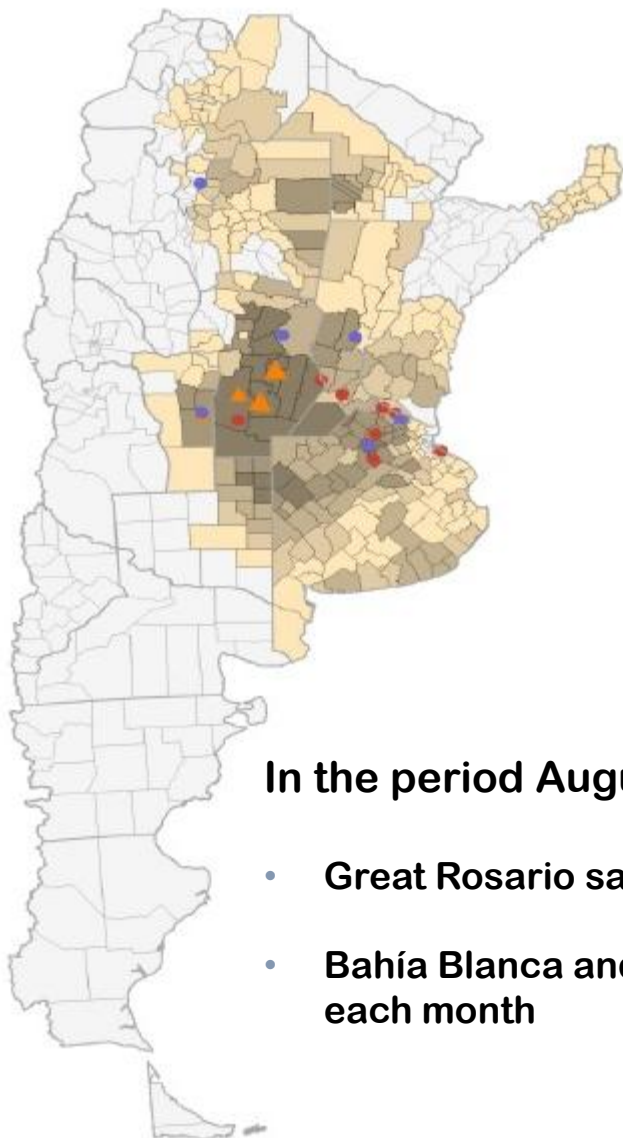 In the period Augu
• Great Rosario sa
• Bahía Blanca and
each month